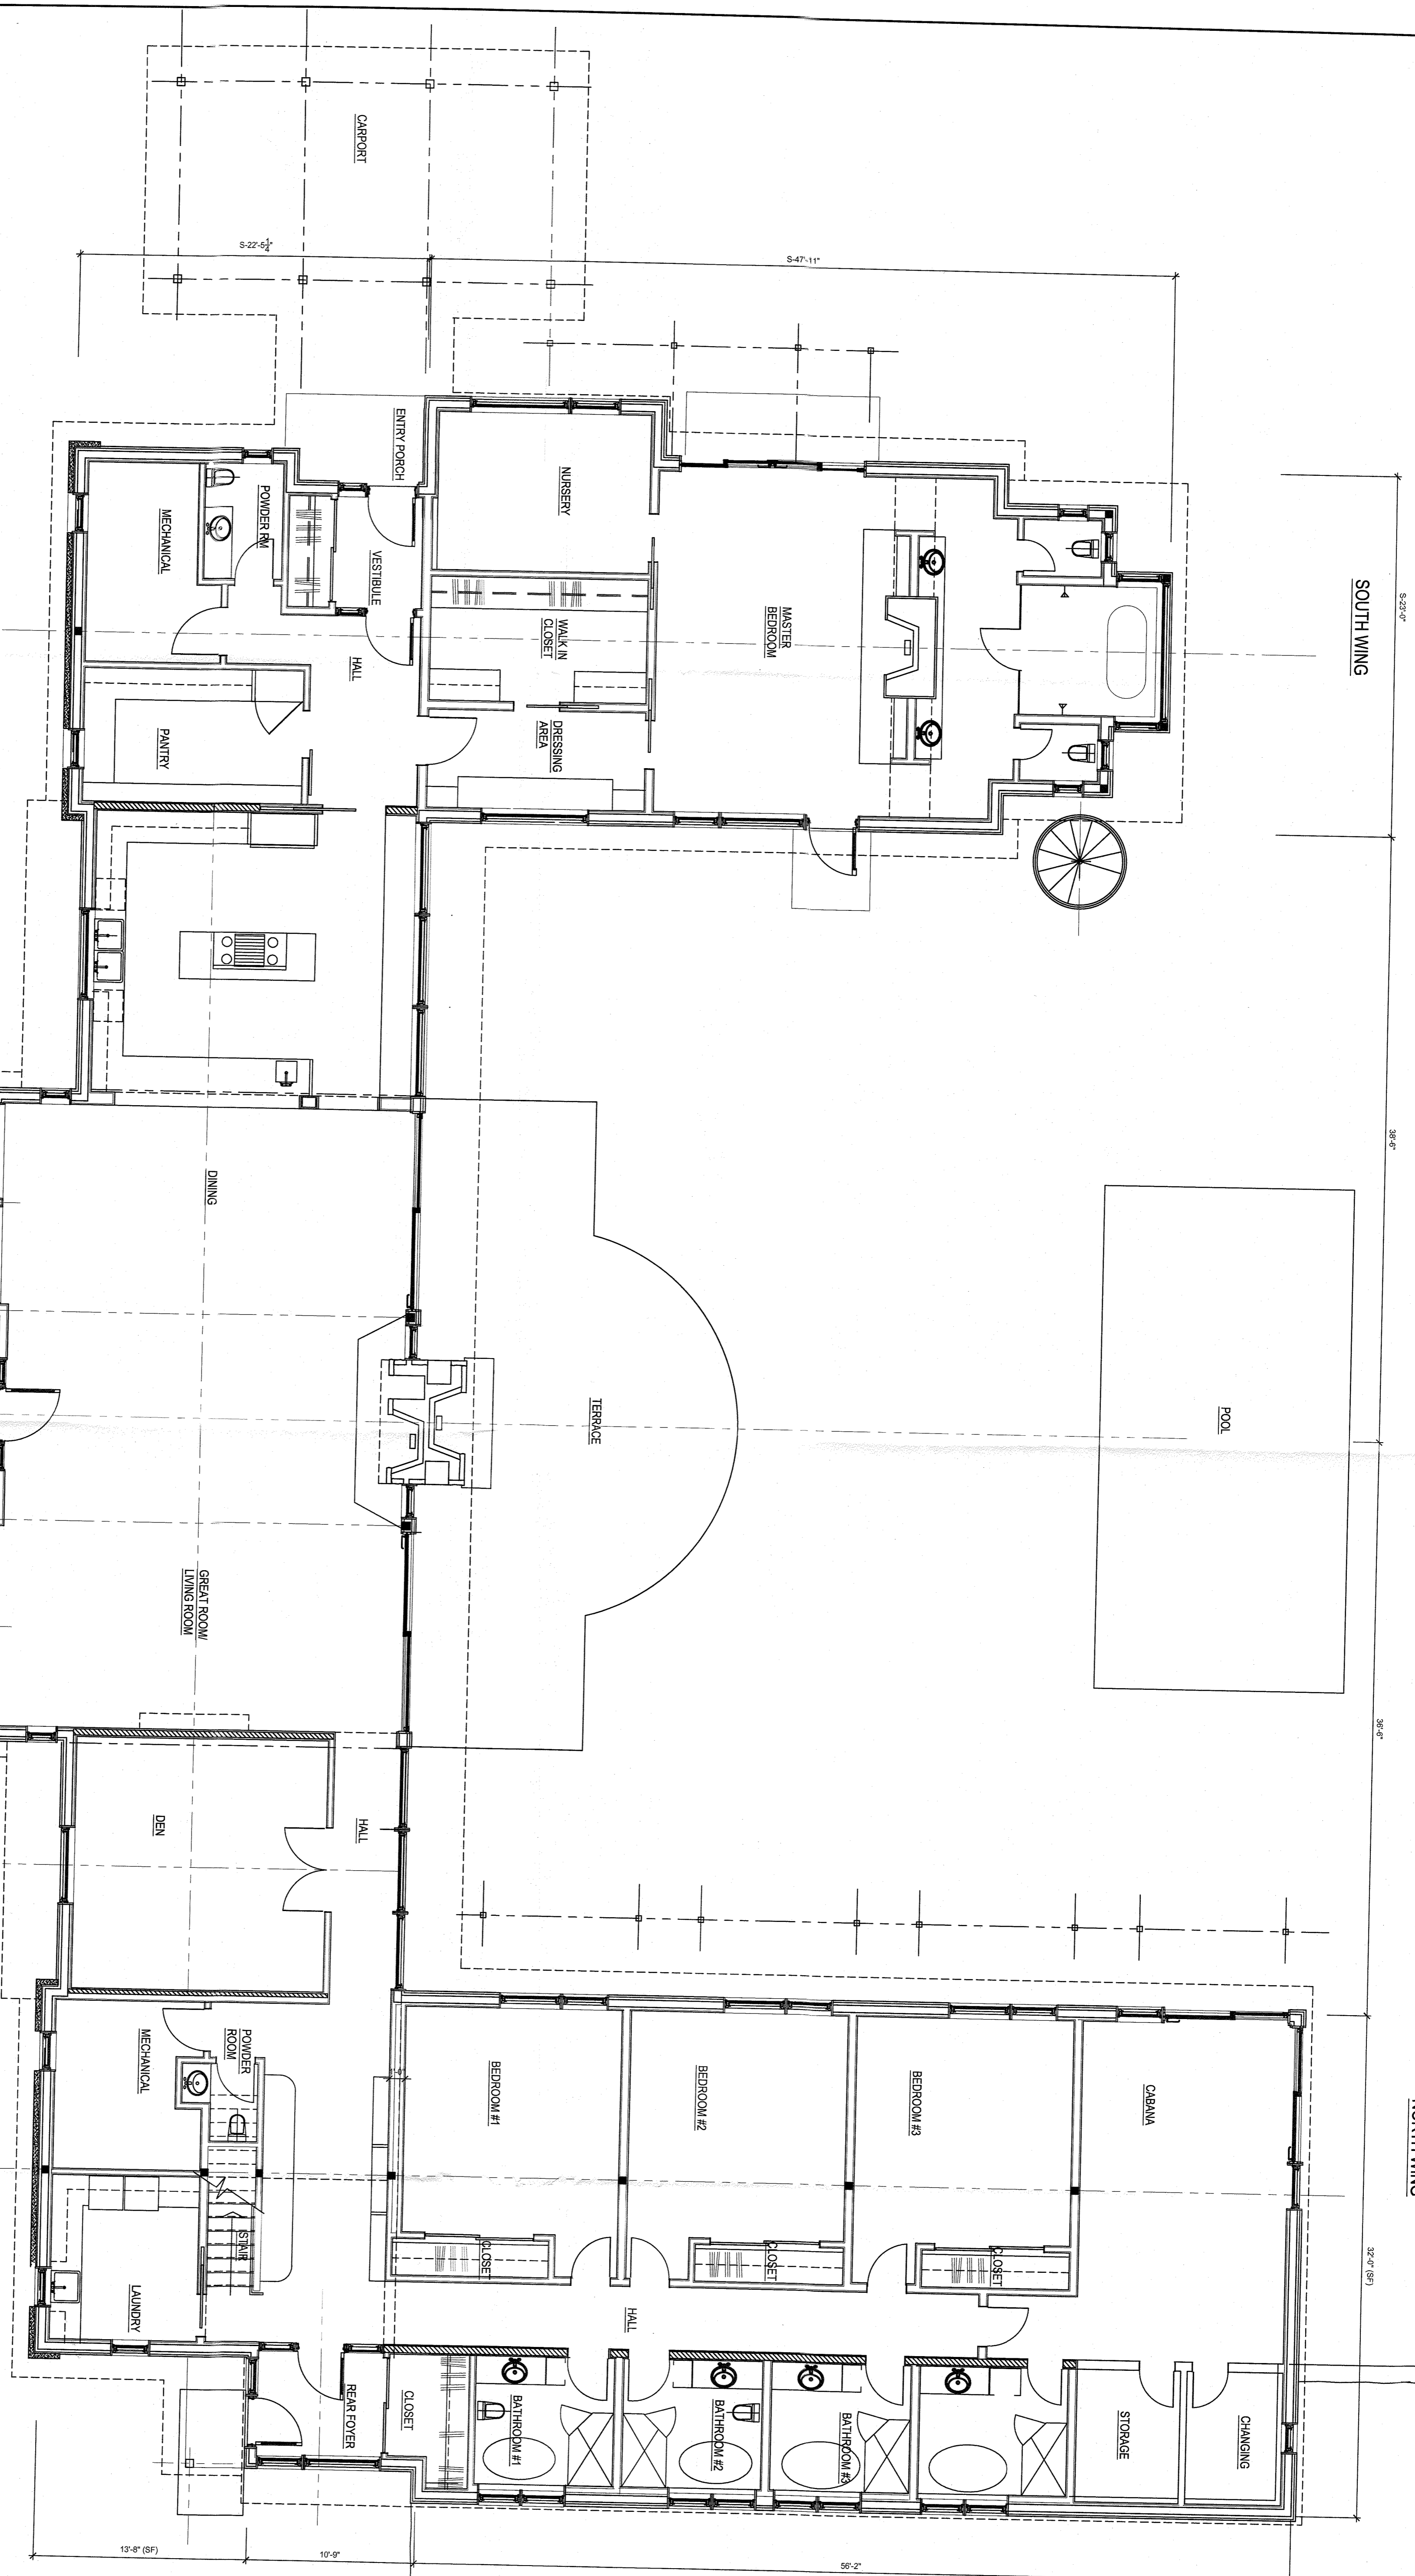 CARPORT
S-22'-5¼"
S-47'-11"
ENTRY PORCH
NURSERY
POWDER RM
MECHANICAL
VESTIBULE
HALL
WALK IN
CLOSET
MASTER
BEDROOM
SOUTH WING
S-23'-0"
PANTRY
DRESSING
AREA
38'-6"
DINING
TERRACE
POOL
GREAT ROOM/
LIVING ROOM
36'-6"
DEN
HALL
MECHANICAL
POWDER
ROOM
BEDROOM #1
BEDROOM #2
BEDROOM #3
CABANA
NORTH WING
32'-0" (SF)
STAIR
LAUNDRY
CLOSET
CLOSET
CLOSET
HALL
REAR FOYER
CLOSET
BATHROOM #1
BATHROOM #2
BATHROOM #3
STORAGE
CHANGING
13'-8" (SF)
10'-9"
56'-2"